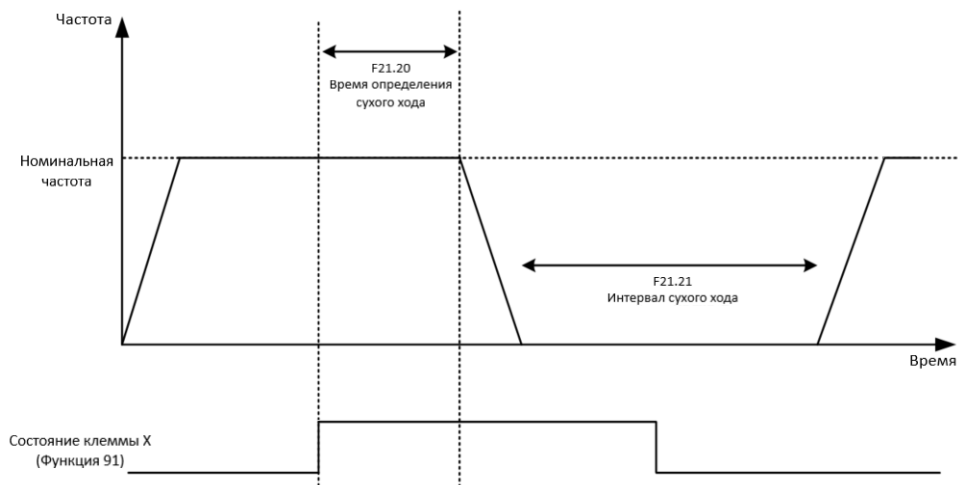 Частота
F21.20
Время определения
сухого хода
Номинальная
частота
F21.21
Интервал сухого хода
Время
Состояние клеммы X
(Функция 91)